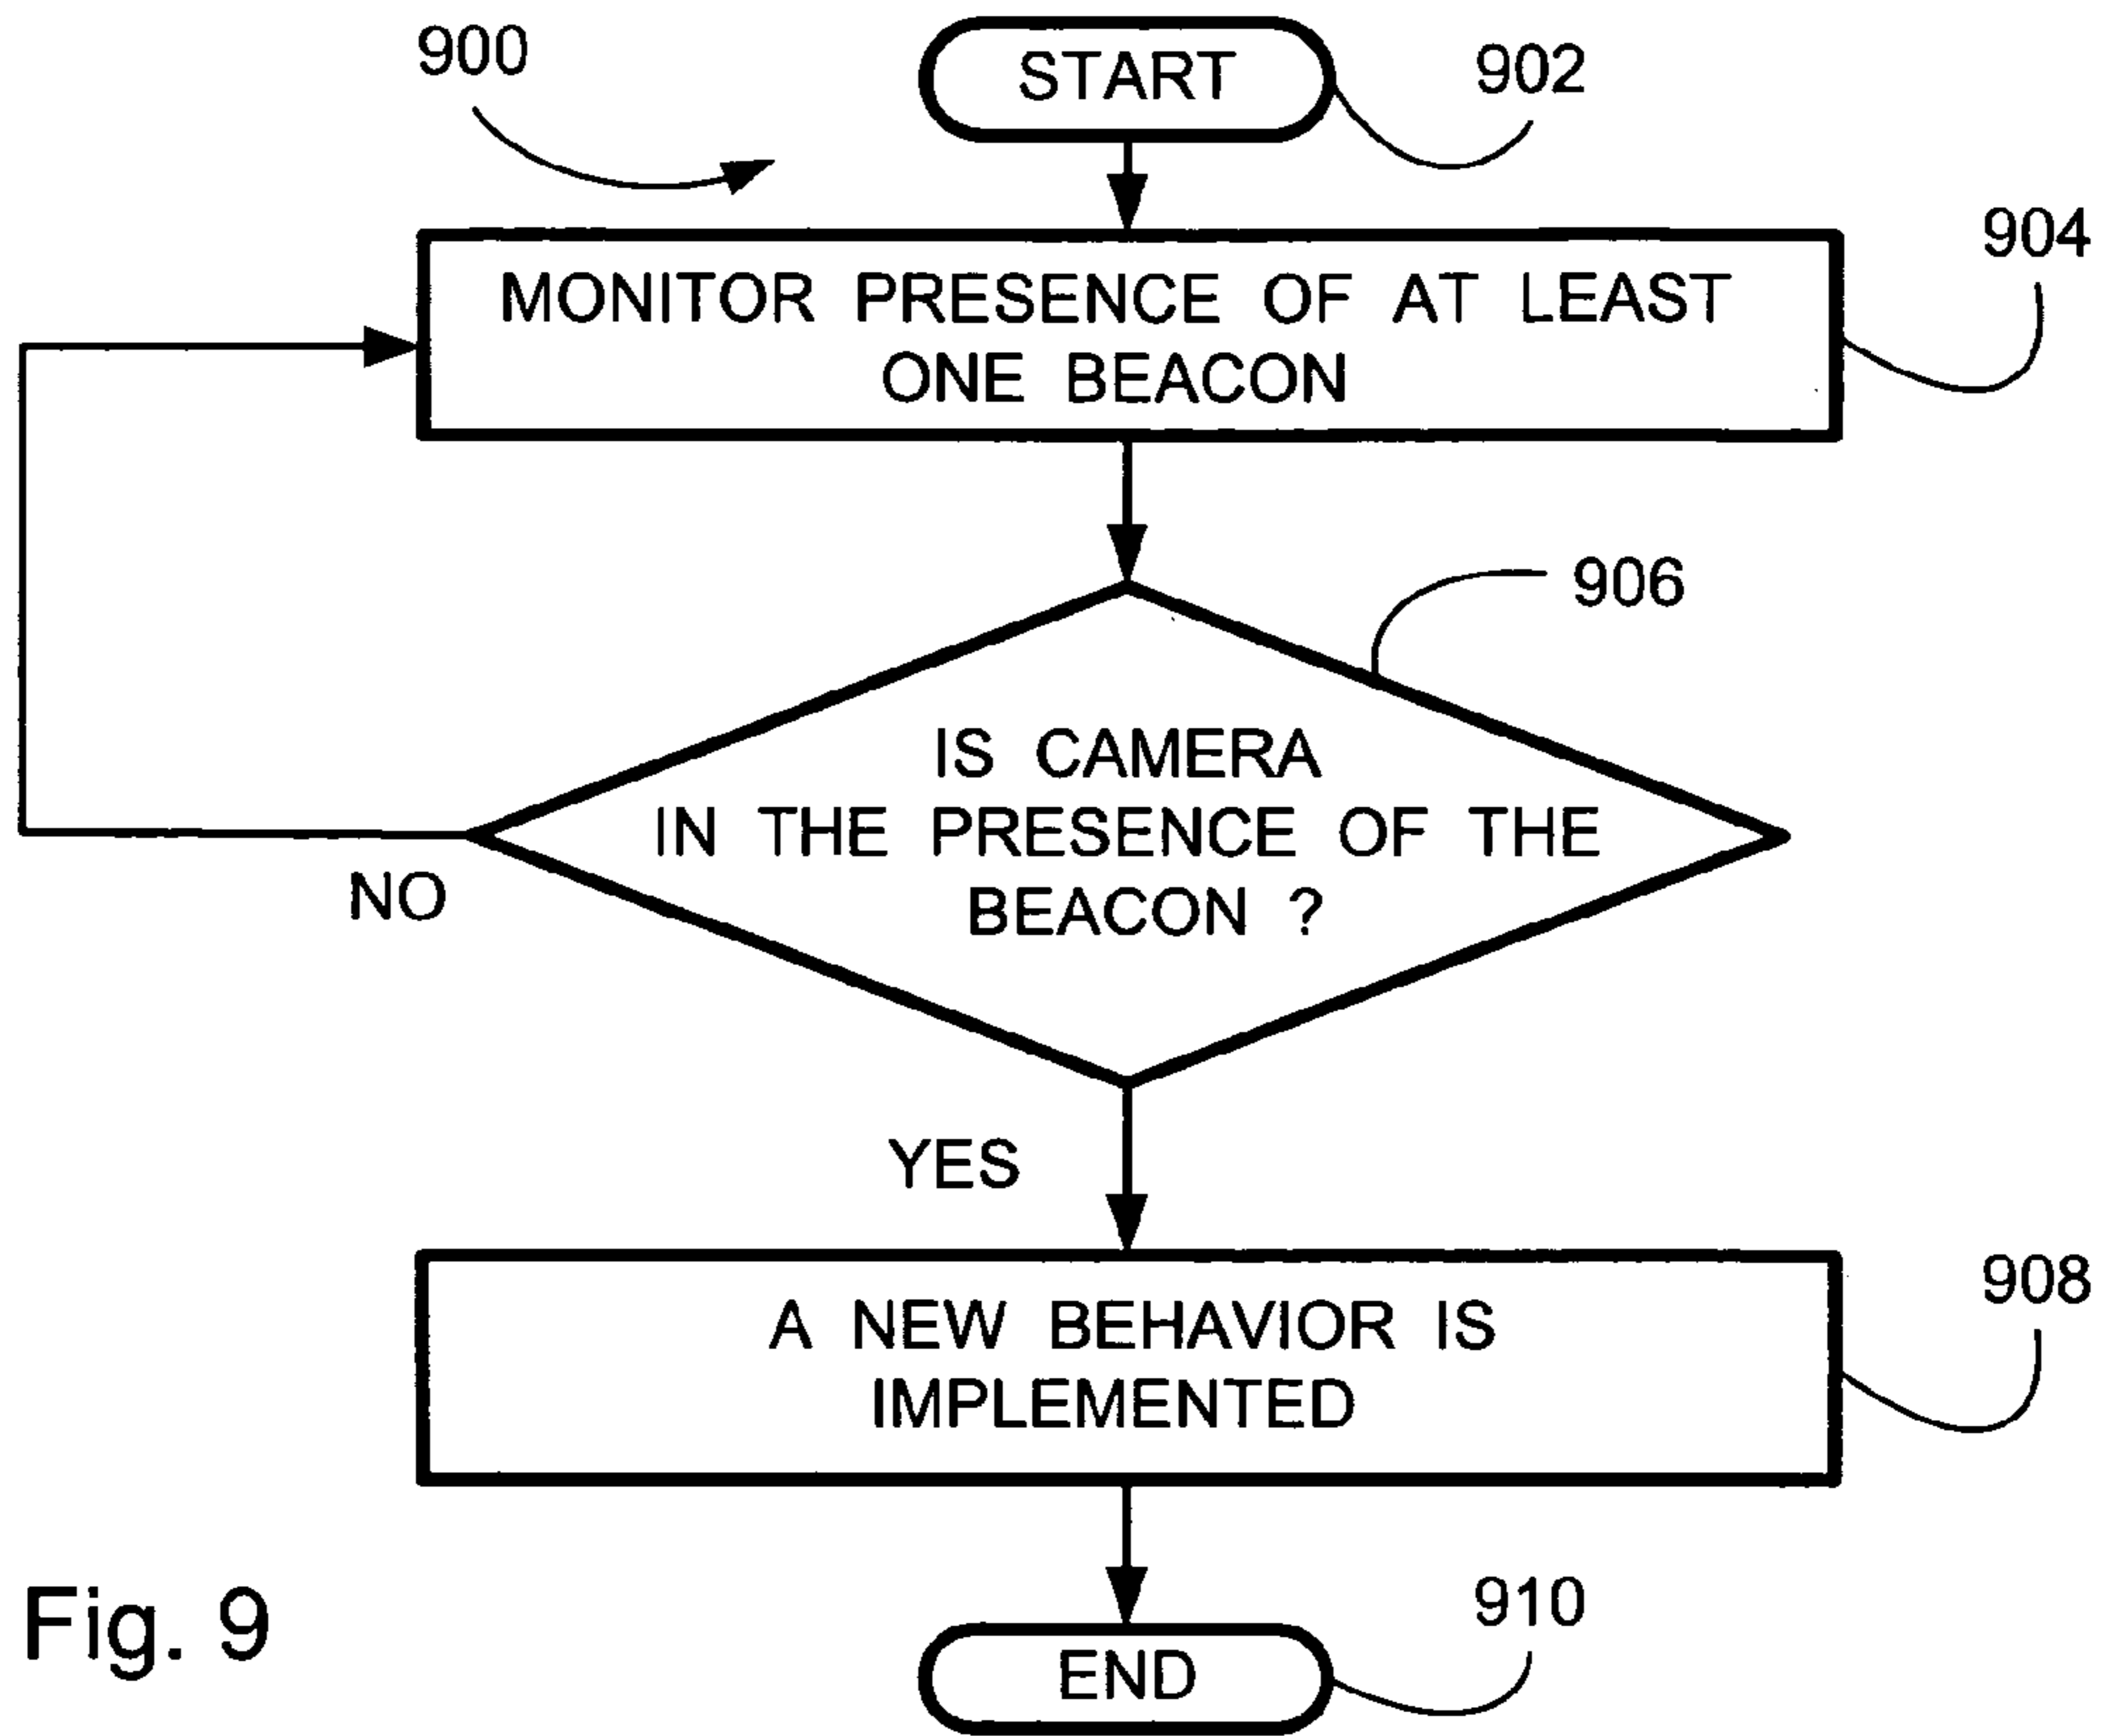 900
START
902
MONITOR PRESENCE OF AT LEAST
ONE BEACON
904
906
IS CAMERA
IN THE PRESENCE OF THE
BEACON ?
NO
YES
A NEW BEHAVIOR IS
IMPLEMENTED
908
910
END
Fig. 9